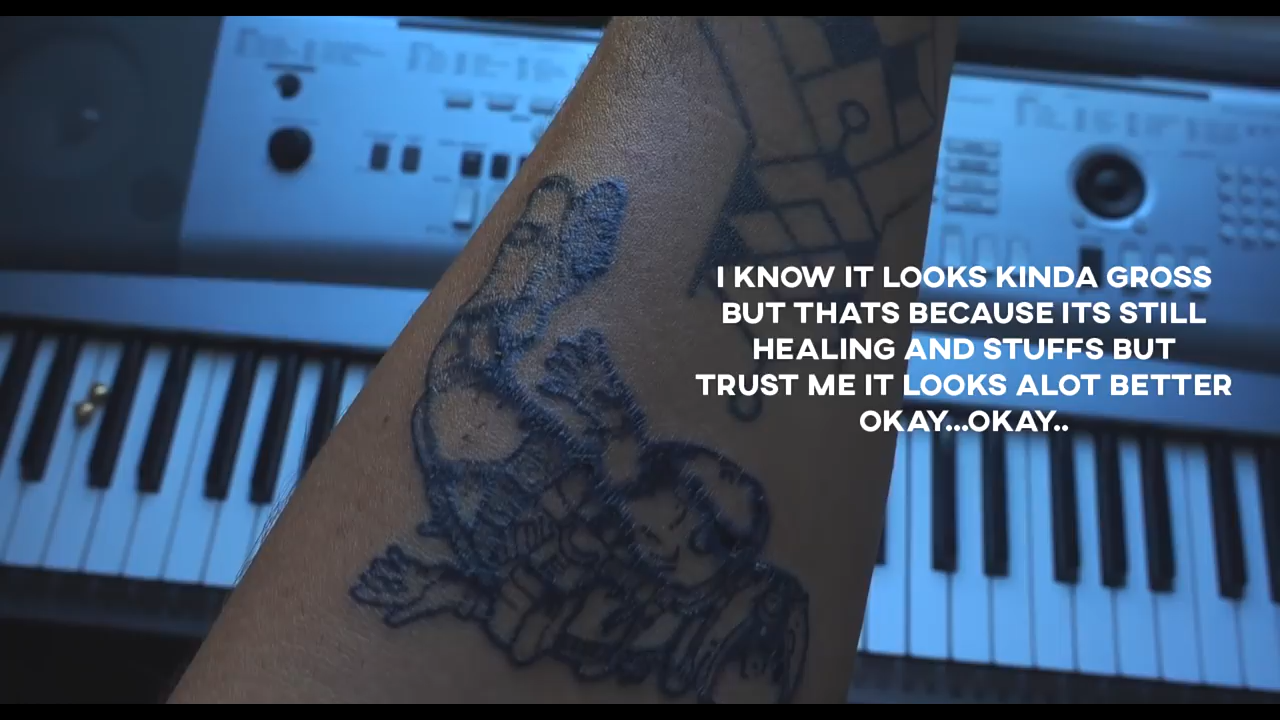 I KNOW IT LOOKS KINDA GROSS
BUT THATS BECAUSE ITS STILL
HEALING AND STUFFS BUT
TRUST ME IT LOOKS ALOT BETTER
OKAY...OKAY..